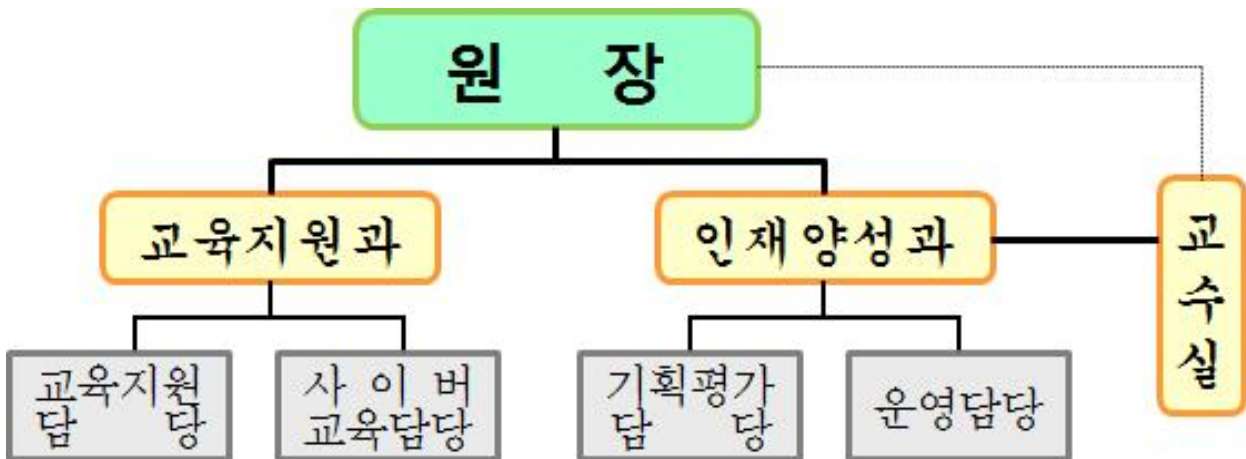 원 장
교육지원과
인재양성과
교
수
실
교육지원
담 당
사 이 버
교육담당
기획평가
담 당
운영담당